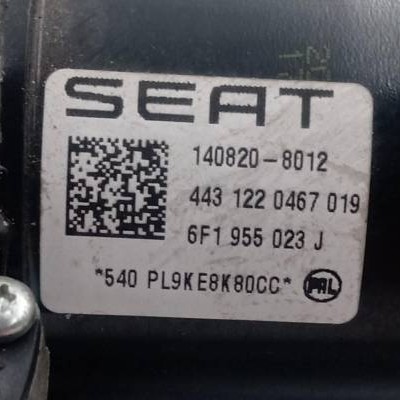 SEAT
140820-8012
443 122 0467 019
6F1 955 023 J
*540 PL9KE8K80CC*
PAL